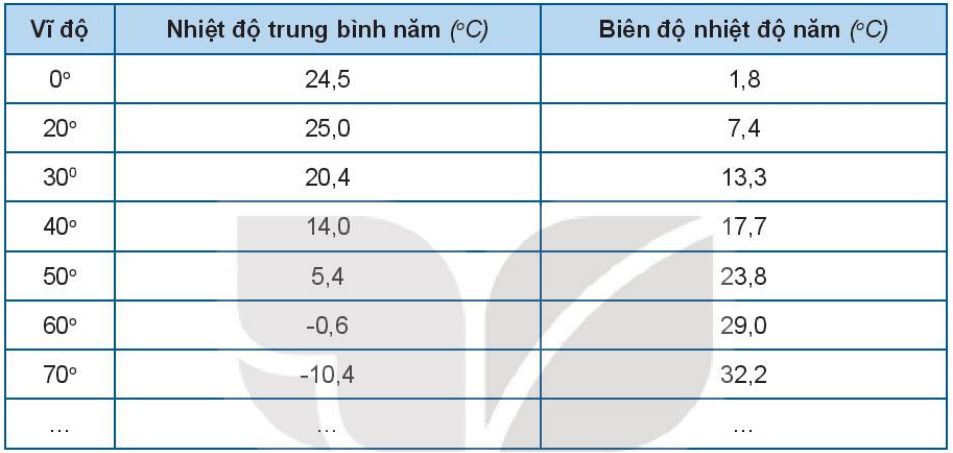 Vĩ độ Nhiệt độ trung bình năm (°C) Biên độ nhiệt độ năm (°C)
0° 24,5 1,8
20° 25,0 7,4
30⁰ 20,4 13,3
40° 14,0 17,7
50° 5,4 23,8
60° -0,6 29,0
70° -10,4 32,2
... ... ...